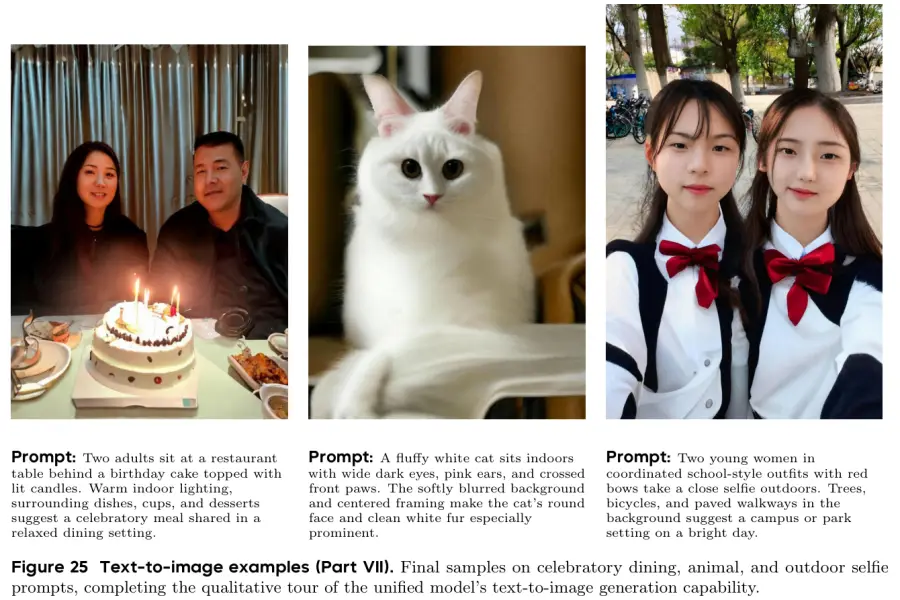 Prompt: Two adults sit at a restaurant
table behind a birthday cake topped with
lit candles. Warm indoor lighting,
surrounding dishes, cups, and desserts
suggest a celebratory meal shared in a
relaxed dining setting.
Prompt: A fluffy white cat sits indoors
with wide dark eyes, pink ears, and crossed
front paws. The softly blurred background
and centered framing make the cat's round
face and clean white fur especially
prominent.
Prompt: Two young women in
coordinated school-style outfits with red
bows take a close selfie outdoors. Trees,
bicycles, and paved walkways in the
background suggest a campus or park
setting on a bright day.
Figure 25 Text-to-image examples (Part VII). Final samples on celebratory dining, animal, and outdoor selfie
prompts, completing the qualitative tour of the unified model's text-to-image generation capability.